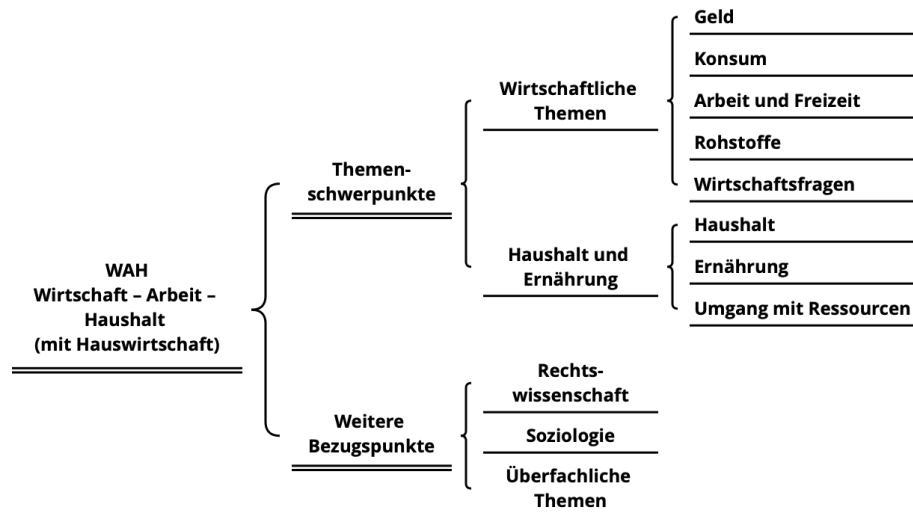 WAH
Wirtschaft – Arbeit –
Haushalt
(mit Hauswirtschaft)
Themen-
schwerpunkte
Wirtschaftliche
Themen
Geld
Konsum
Arbeit und Freizeit
Rohstoffe
Wirtschaftsfragen
Haushalt und
Ernährung
Haushalt
Ernährung
Umgang mit Ressourcen
Weitere
Bezugspunkte
Rechts-
wissenschaft
Soziologie
Überfachliche
Themen